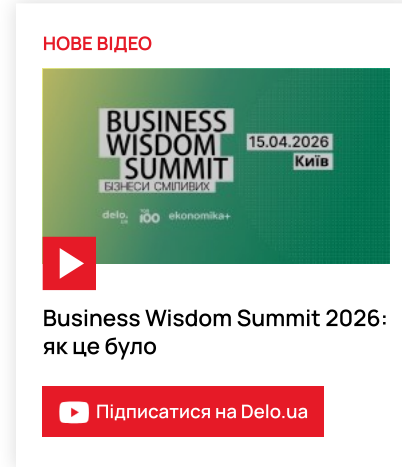 НОВЕ ВІДЕО
BUSINESS
WISDOM
SUMMIT
БІЗНЕСИ СМІЛИВИХ
15.04.2026
Київ
delo.ua
ТОП 100
ekonomika+
Business Wisdom Summit 2026:
як це було
Підписатися на Delo.ua